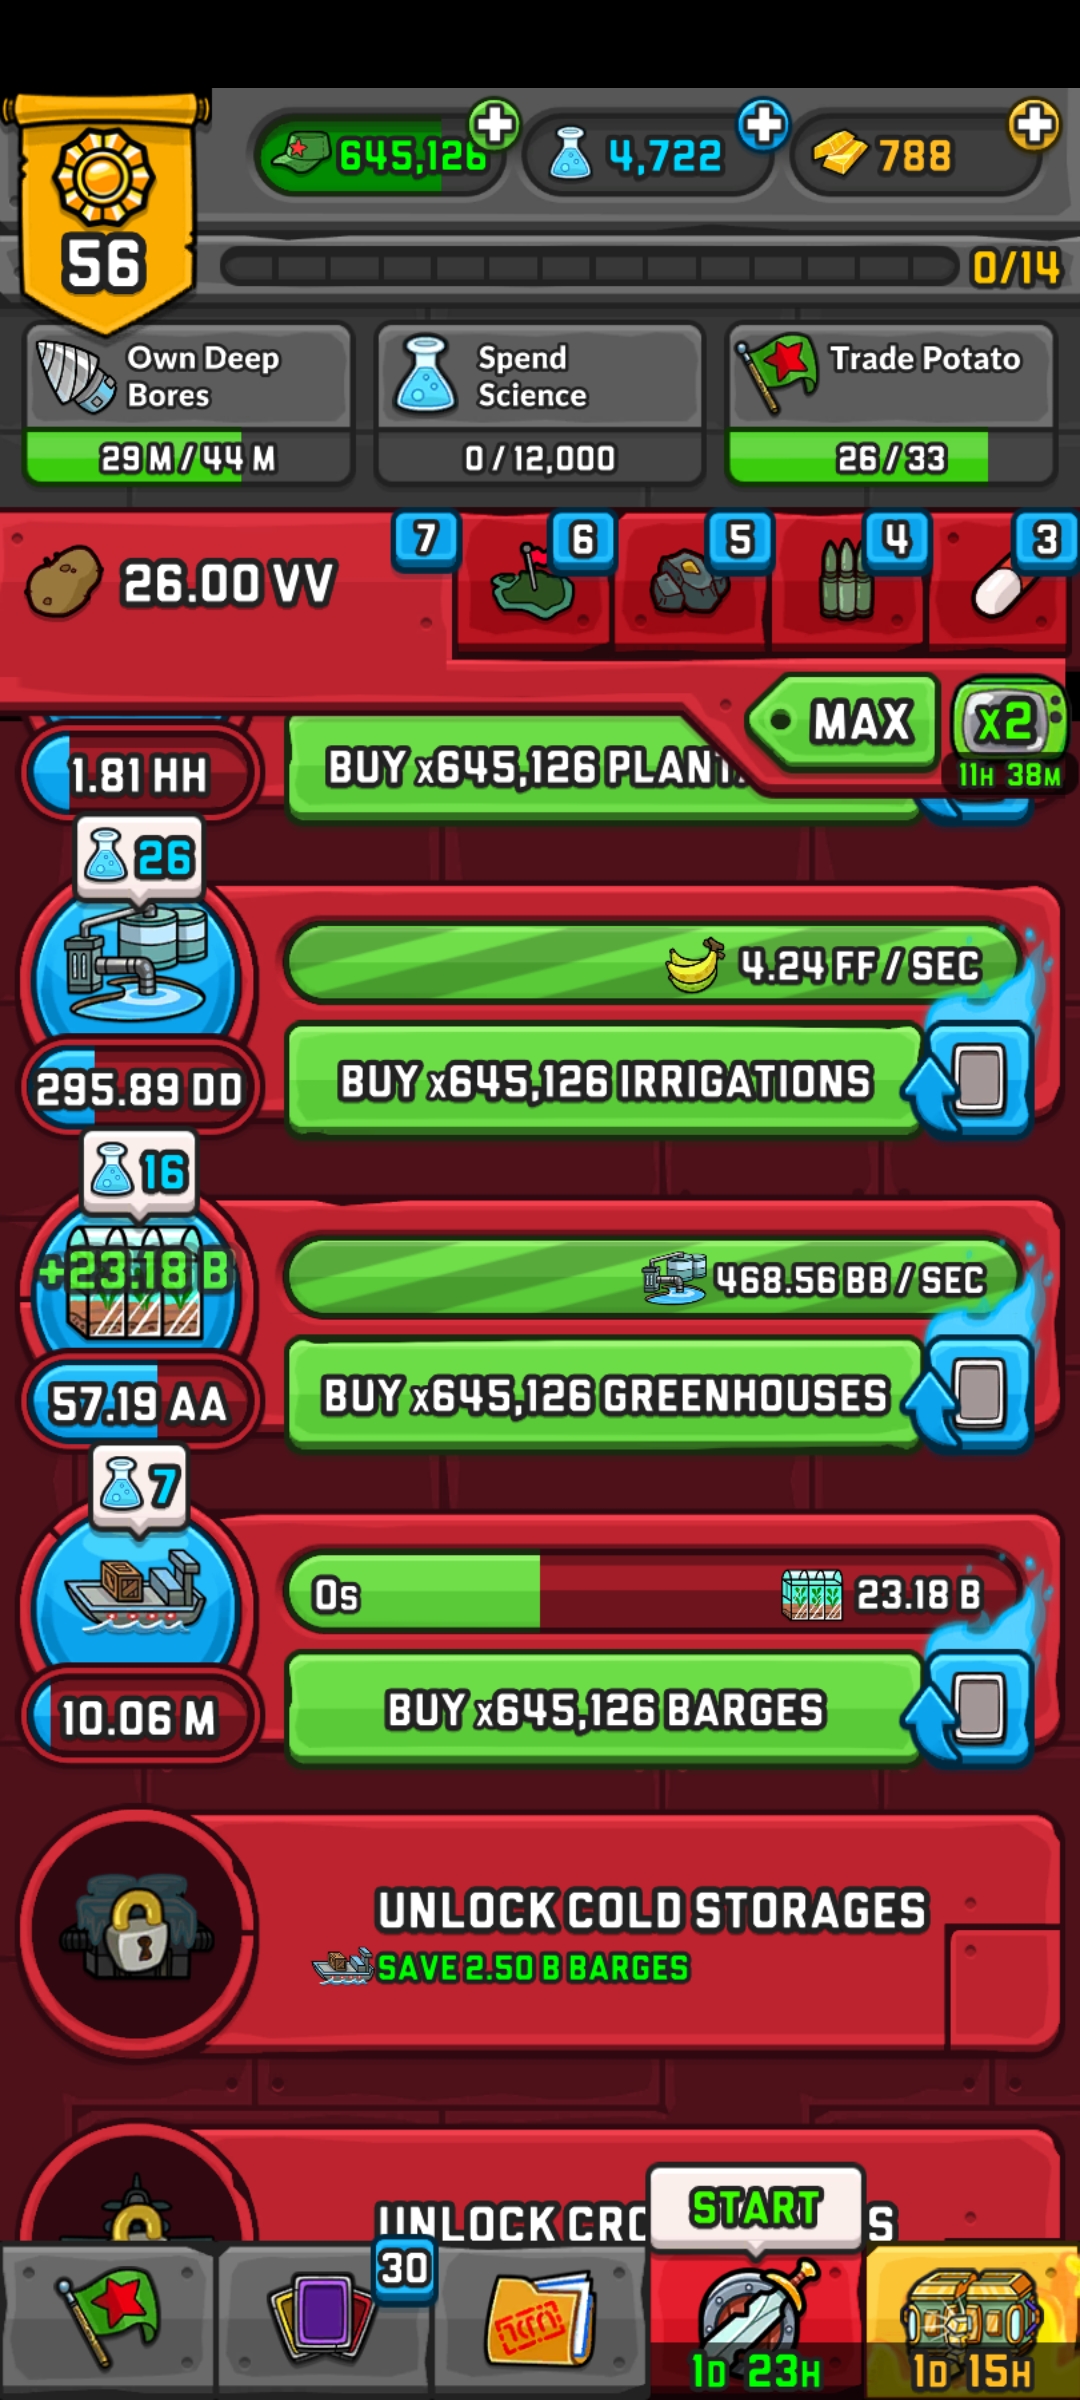 645,126
4,722
788
56
0/14
Own Deep
Bores
29 M / 44 M
Spend
Science
0 / 12,000
Trade Potato
26 / 33
26.00 VV
7
6
5
4
3
MAX
x2
11H 38M
1.81 HH
BUY x645,126
26
4.24 FF / SEC
295.89 DD
BUY x645,126 IRRIGATIONS
16
+23.18 B
468.56 BB / SEC
57.19 AA
BUY x645,126 GREENHOUSES
7
0s
23.18 B
10.06 M
BUY x645,126 BARGES
UNLOCK COLD STORAGES
SAVE 2.50 B BARGES
UNLOCK
START
30
1D 23H
1D 15H